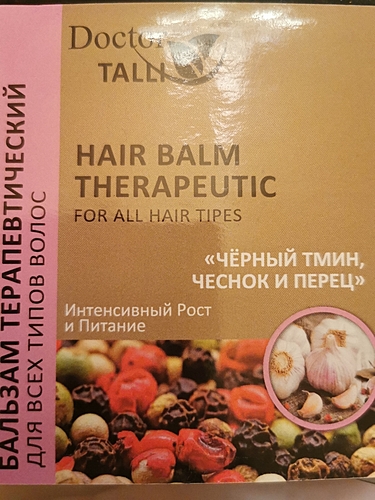 Doctor
TALLI
HAIR BALM
THERAPEUTIC
FOR ALL HAIR TIPES
«ЧЁРНЫЙ ТМИН,
ЧЕСНОК И ПЕРЕЦ»
Интенсивный Рост
и Питание
БАЛЬЗАМ ТЕРАПЕВТИЧЕСКИЙ
ДЛЯ ВСЕХ ТИПОВ ВОЛОС